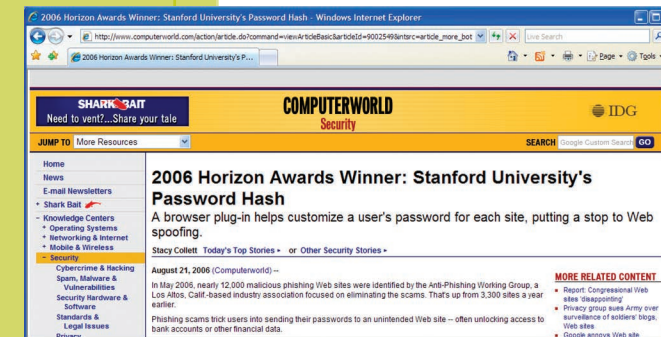 2006 Horizon Awards Winner: Stanford University's Password Hash - Windows Internet Explorer
http://www.computerworld.com/action/article.do?command=viewArticleBasic&articleId=9002549&intsrc=article_more_bot
Live Search
2006 Horizon Awards Winner: Stanford University's P...
Page
Tools
SHARK BAIT
Need to vent?...Share your tale
COMPUTERWORLD
Security
IDG
JUMP TO More Resources
SEARCH Google Custom Search GO
Home
News
E-mail Newsletters
+ Shark Bait
- Knowledge Centers
+ Operating Systems
+ Networking & Internet
+ Mobile & Wireless
- Security
Cybercrime & Hacking
Spam, Malware &
Vulnerabilities
Security Hardware &
Software
Standards &
Legal Issues
Privacy
2006 Horizon Awards Winner: Stanford University's
Password Hash
A browser plug-in helps customize a user's password for each site, putting a stop to Web
spoofing.
Stacy Collett Today's Top Stories ▸ or Other Security Stories ▸
August 21, 2006 (Computerworld) --
In May 2006, nearly 12,000 malicious phishing Web sites were identified by the Anti-Phishing Working Group, a
Los Altos, Calif.-based industry association focused on eliminating the scams. That's up from 3,300 sites a year
earlier.
Phishing scams trick users into sending their passwords to an unintended Web site -- often unlocking access to
bank accounts or other financial data.
MORE RELATED CONTENT
Report: Congressional Web
sites 'disappointing'
Privacy group sues Army over
surveillance of soldiers' blogs,
Web sites
Google annoys Web site